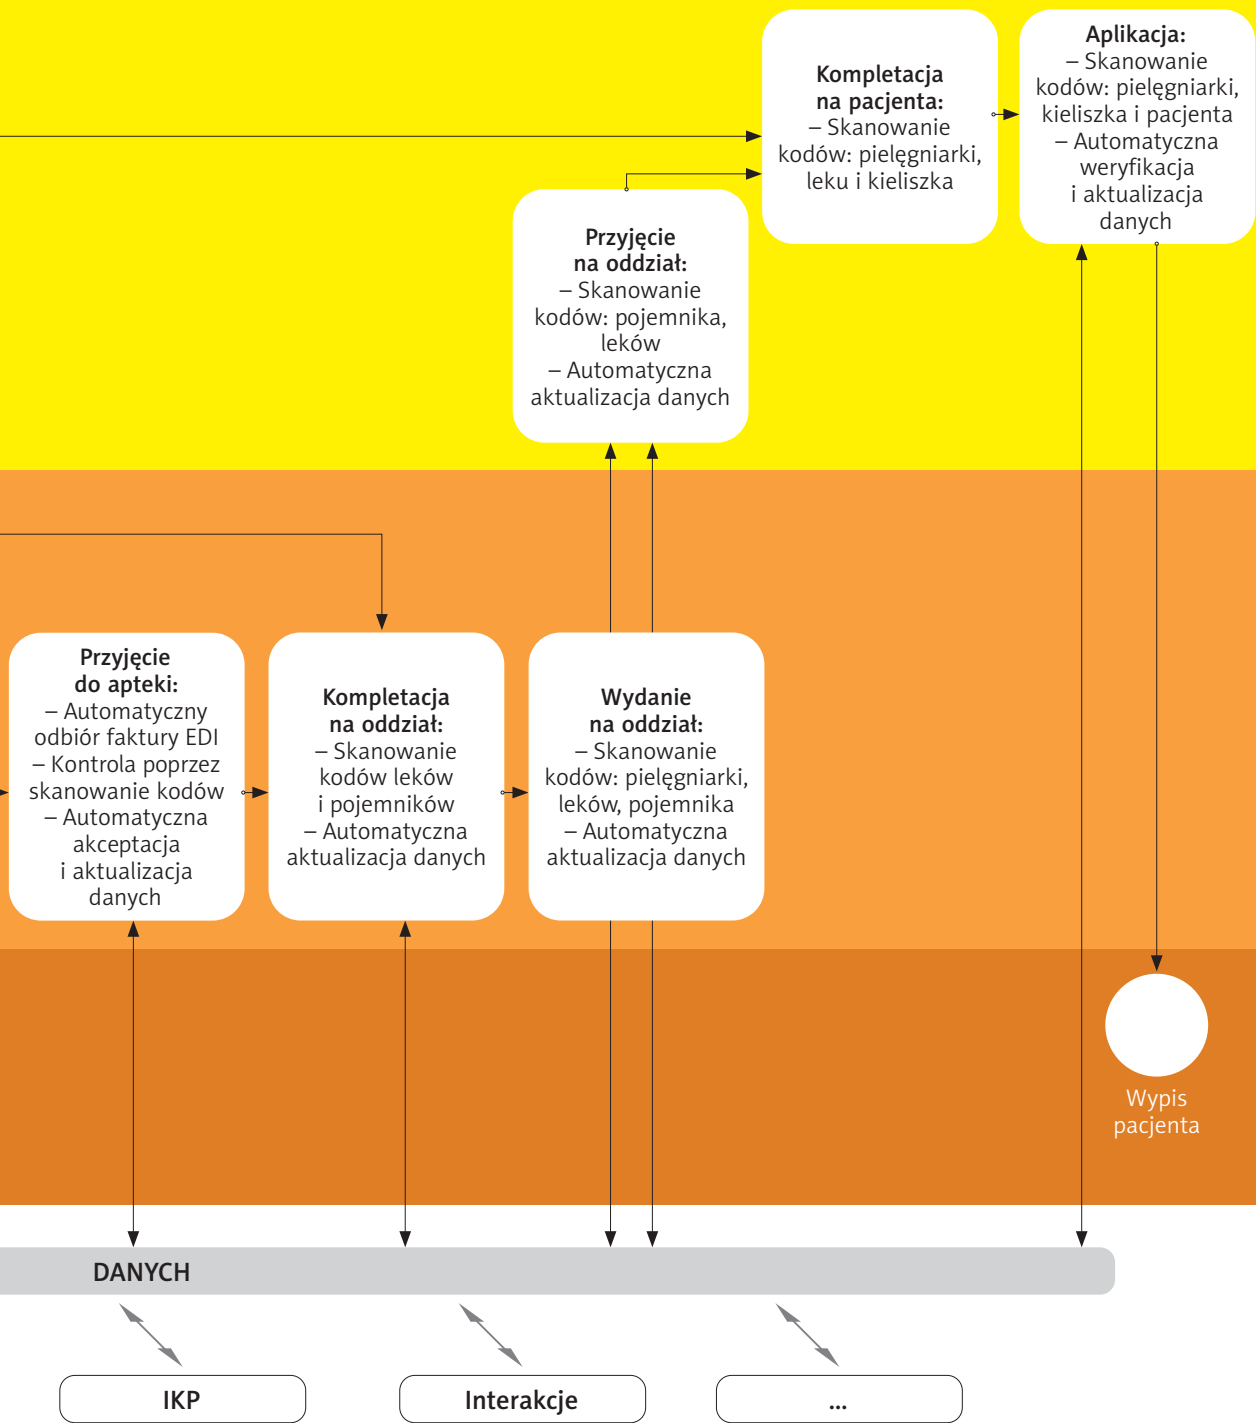 Kompletacja
na pacjenta:
– Skanowanie
kodów: pielęgniarki,
leku i kieliszka
Aplikacja:
– Skanowanie
kodów: pielęgniarki,
kieliszka i pacjenta
– Automatyczna
weryfikacja
i aktualizacja
danych
Przyjęcie
na oddział:
– Skanowanie
kodów: pojemnika,
leków
– Automatyczna
aktualizacja danych
Przyjęcie
do apteki:
– Automatyczny
odbiór faktury EDI
– Kontrola poprzez
skanowanie kodów
– Automatyczna
akceptacja
i aktualizacja
danych
Kompletacja
na oddział:
– Skanowanie
kodów leków
i pojemników
– Automatyczna
aktualizacja danych
Wydanie
na oddział:
– Skanowanie
kodów: pielęgniarki,
leków, pojemnika
– Automatyczna
aktualizacja danych
Wypis
pacjenta
DANYCH
IKP
Interakcje
...